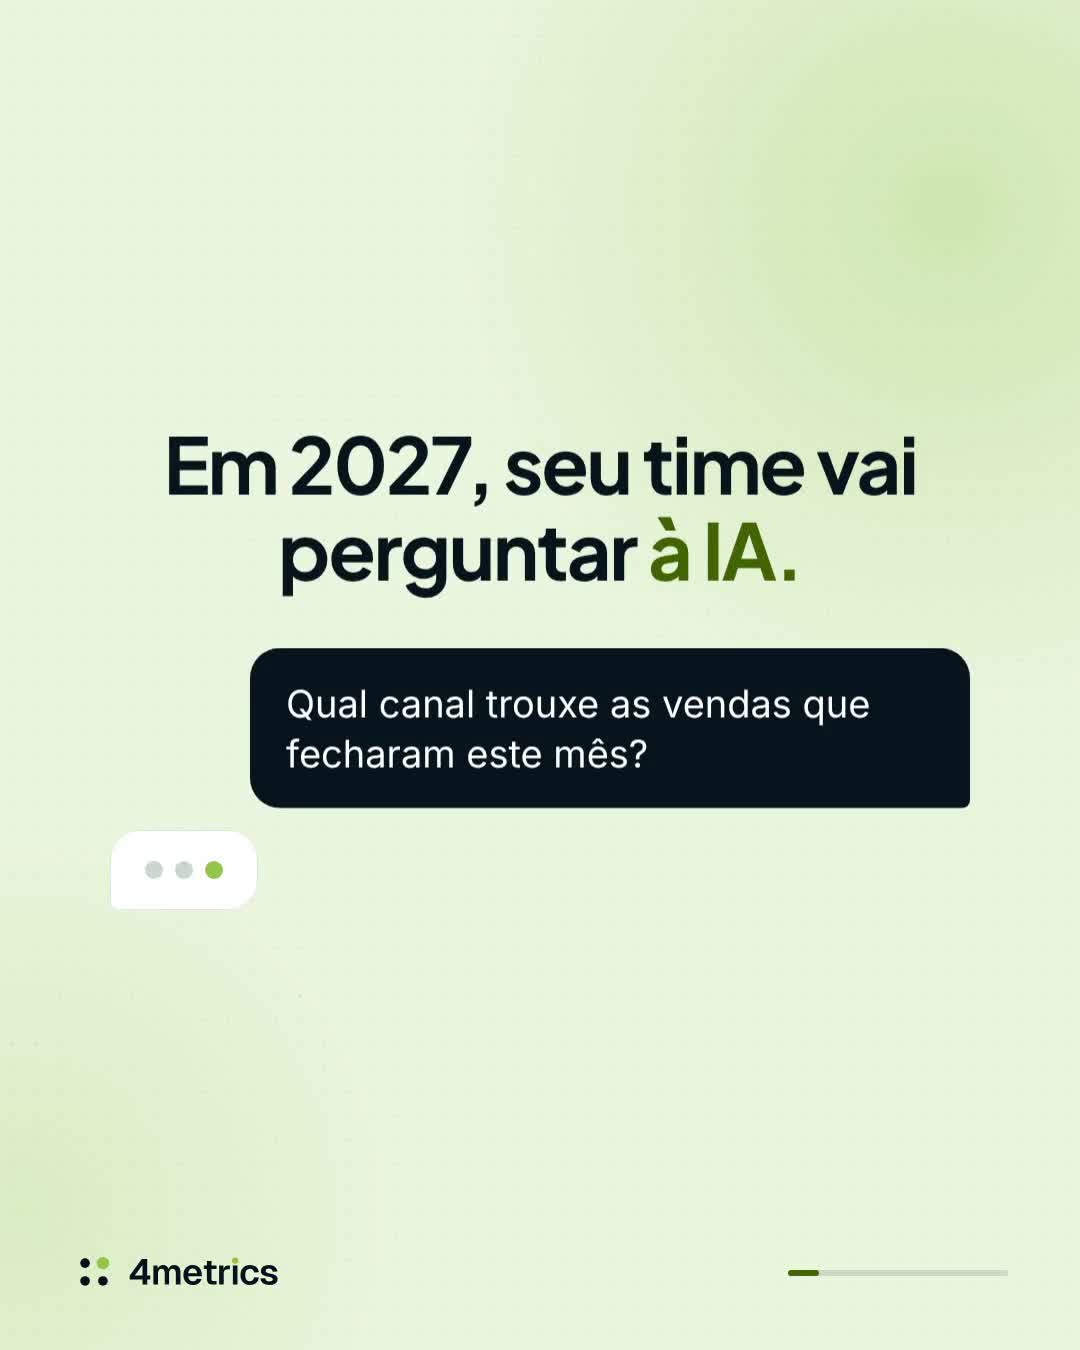 Em 2027, seu time vai
perguntar à IA.
Qual canal trouxe as vendas que
fecharam este mês?
4metrics